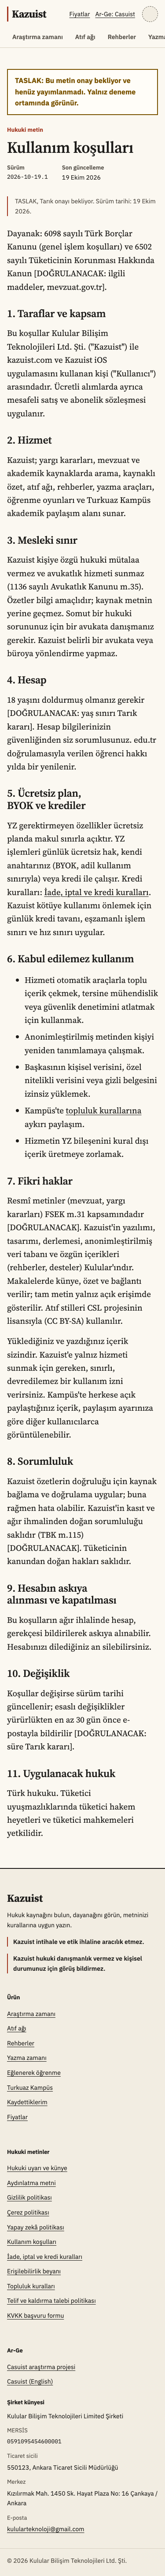 Kazuist
Fiyatlar Ar-Ge: Casuist
Araştırma zamanı Atıf ağı Rehberler Yazma
TASLAK: Bu metin onay bekliyor ve
henüz yayımlanmadı. Yalnız deneme
ortamında görünür.
Hukuki metin
Kullanım koşulları
Sürüm Son güncelleme
2026-10-19.1 19 Ekim 2026
TASLAK, Tarık onayı bekliyor. Sürüm tarihi: 19 Ekim
2026.
Dayanak: 6098 sayılı Türk Borçlar
Kanunu (genel işlem koşulları) ve 6502
sayılı Tüketicinin Korunması Hakkında
Kanun [DOĞRULANACAK: ilgili
maddeler, mevzuat.gov.tr].
1. Taraflar ve kapsam
Bu koşullar Kulular Bilişim
Teknolojileri Ltd. Şti. ("Kazuist") ile
kazuist.com ve Kazuist iOS
uygulamasını kullanan kişi ("Kullanıcı")
arasındadır. Ücretli alımlarda ayrıca
mesafeli satış ve abonelik sözleşmesi
uygulanır.
2. Hizmet
Kazuist; yargı kararları, mevzuat ve
akademik kaynaklarda arama, kaynaklı
özet, atıf ağı, rehberler, yazma araçları,
öğrenme oyunları ve Turkuaz Kampüs
akademik paylaşım alanı sunar.
3. Mesleki sınır
Kazuist kişiye özgü hukuki mütalaa
vermez ve avukatlık hizmeti sunmaz
(1136 sayılı Avukatlık Kanunu m.35).
Özetler bilgi amaçlıdır; kaynak metnin
yerine geçmez. Somut bir hukuki
sorununuz için bir avukata danışmanız
gerekir. Kazuist belirli bir avukata veya
büroya yönlendirme yapmaz.
4. Hesap
18 yaşını doldurmuş olmanız gerekir
[DOĞRULANACAK: yaş sınırı Tarık
kararı]. Hesap bilgilerinizin
güvenliğinden siz sorumlusunuz. edu.tr
doğrulamasıyla verilen öğrenci hakkı
yılda bir yenilenir.
5. Ücretsiz plan,
BYOK ve krediler
YZ gerektirmeyen özellikler ücretsiz
planda makul sınırla açıktır. YZ
işlemleri günlük ücretsiz hak, kendi
anahtarınız (BYOK, adil kullanım
sınırıyla) veya kredi ile çalışır. Kredi
kuralları: İade, iptal ve kredi kuralları.
Kazuist kötüye kullanımı önlemek için
günlük kredi tavanı, eşzamanlı işlem
sınırı ve hız sınırı uygular.
6. Kabul edilemez kullanım
Hizmeti otomatik araçlarla toplu
içerik çekmek, tersine mühendislik
veya güvenlik denetimini atlatmak
için kullanmak.
Anonimleştirilmiş metinden kişiyi
yeniden tanımlamaya çalışmak.
Başkasının kişisel verisini, özel
nitelikli verisini veya gizli belgesini
izinsiz yüklemek.
Kampüs'te topluluk kurallarına
aykırı paylaşım.
Hizmetin YZ bileşenini kural dışı
içerik üretmeye zorlamak.
7. Fikri haklar
Resmî metinler (mevzuat, yargı
kararları) FSEK m.31 kapsamındadır
[DOĞRULANACAK]. Kazuist'in yazılımı,
tasarımı, derlemesi, anonimleştirilmiş
veri tabanı ve özgün içerikleri
(rehberler, desteler) Kulular'ındır.
Makalelerde künye, özet ve bağlantı
verilir; tam metin yalnız açık erişimde
gösterilir. Atıf stilleri CSL projesinin
lisansıyla (CC BY-SA) kullanılır.
Yüklediğiniz ve yazdığınız içerik
sizindir. Kazuist'e yalnız hizmeti
sunmak için gereken, sınırlı,
devredilemez bir kullanım izni
verirsiniz. Kampüs'te herkese açık
paylaştığınız içerik, paylaşım ayarınıza
göre diğer kullanıcılarca
görüntülenebilir.
8. Sorumluluk
Kazuist özetlerin doğruluğu için kaynak
bağlama ve doğrulama uygular; buna
rağmen hata olabilir. Kazuist'in kast ve
ağır ihmalinden doğan sorumluluğu
saklıdır (TBK m.115)
[DOĞRULANACAK]. Tüketicinin
kanundan doğan hakları saklıdır.
9. Hesabın askıya
alınması ve kapatılması
Bu koşulların ağır ihlalinde hesap,
gerekçesi bildirilerek askıya alınabilir.
Hesabınızı dilediğiniz an silebilirsiniz.
10. Değişiklik
Koşullar değişirse sürüm tarihi
güncellenir; esaslı değişiklikler
yürürlükten en az 30 gün önce e-
postayla bildirilir [DOĞRULANACAK:
süre Tarık kararı].
11. Uygulanacak hukuk
Türk hukuku. Tüketici
uyuşmazlıklarında tüketici hakem
heyetleri ve tüketici mahkemeleri
yetkilidir.
Kazuist
Hukuk kaynağını bulun, dayanağını görün, metninizi
kurallarına uygun yazın.
Kazuist intihale ve etik ihlaline aracılık etmez.
Kazuist hukuki danışmanlık vermez ve kişisel
durumunuz için görüş bildirmez.
Ürün
Araştırma zamanı
Atıf ağı
Rehberler
Yazma zamanı
Eğlenerek öğrenme
Turkuaz Kampüs
Kaydettiklerim
Fiyatlar
Hukuki metinler
Hukuki uyarı ve künye
Aydınlatma metni
Gizlilik politikası
Çerez politikası
Yapay zekâ politikası
Kullanım koşulları
İade, iptal ve kredi kuralları
Erişilebilirlik beyanı
Topluluk kuralları
Telif ve kaldırma talebi politikası
KVKK başvuru formu
Ar-Ge
Casuist araştırma projesi
Casuist (English)
Şirket künyesi
Kulular Bilişim Teknolojileri Limited Şirketi
MERSİS
0591095454600001
Ticaret sicili
550123, Ankara Ticaret Sicili Müdürlüğü
Merkez
Kızılırmak Mah. 1450 Sk. Hayat Plaza No: 16 Çankaya /
Ankara
E-posta
kulularteknoloji@gmail.com
© 2026 Kulular Bilişim Teknolojileri Ltd. Şti.